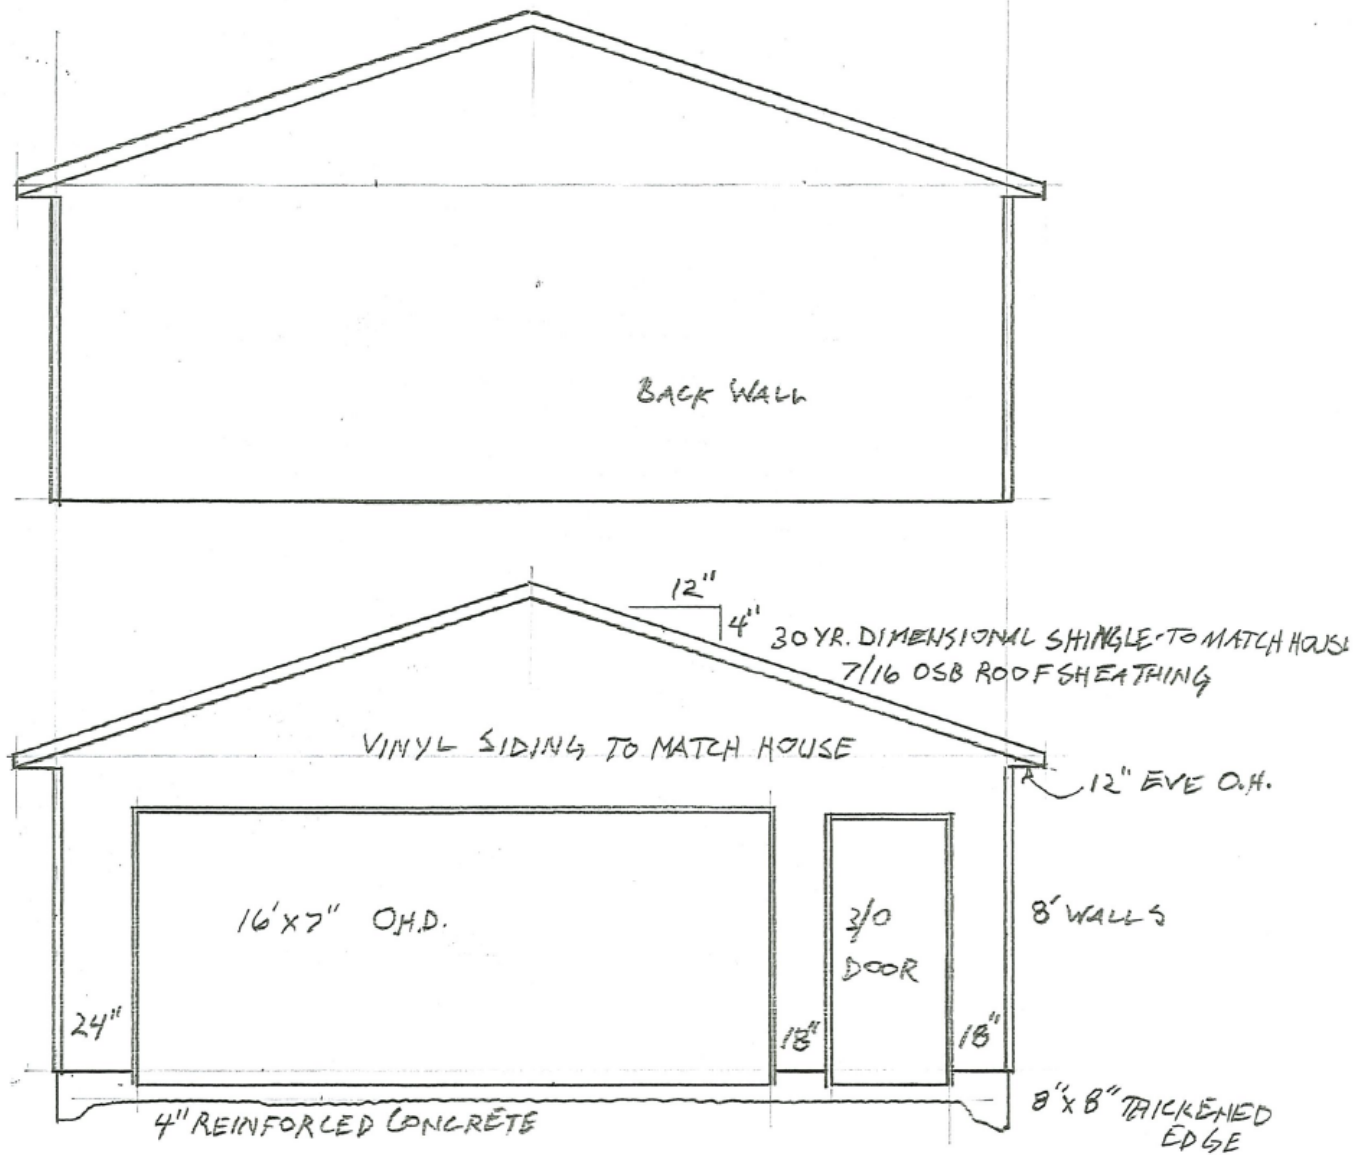 BACK WALL
12"
4"
30 YR. DIMENSIONAL SHINGLE-TO MATCH HOUSE
7/16 OSB ROOF SHEATHING
VINYL SIDING TO MATCH HOUSE
12" EVE O.H.
16'x7" O.H.D.
3/0
DOOR
8' WALLS
24"
18"
18"
4" REINFORCED CONCRETE
8"x8" THICKENED
EDGE